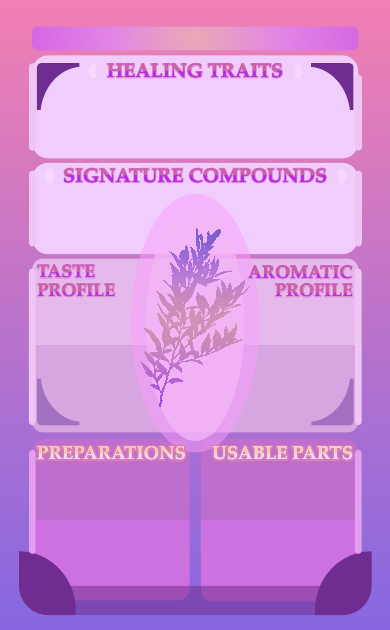 HEALING TRAITS
SIGNATURE COMPOUNDS
TASTE
PROFILE
AROMATIC
PROFILE
PREPARATIONS
USABLE PARTS